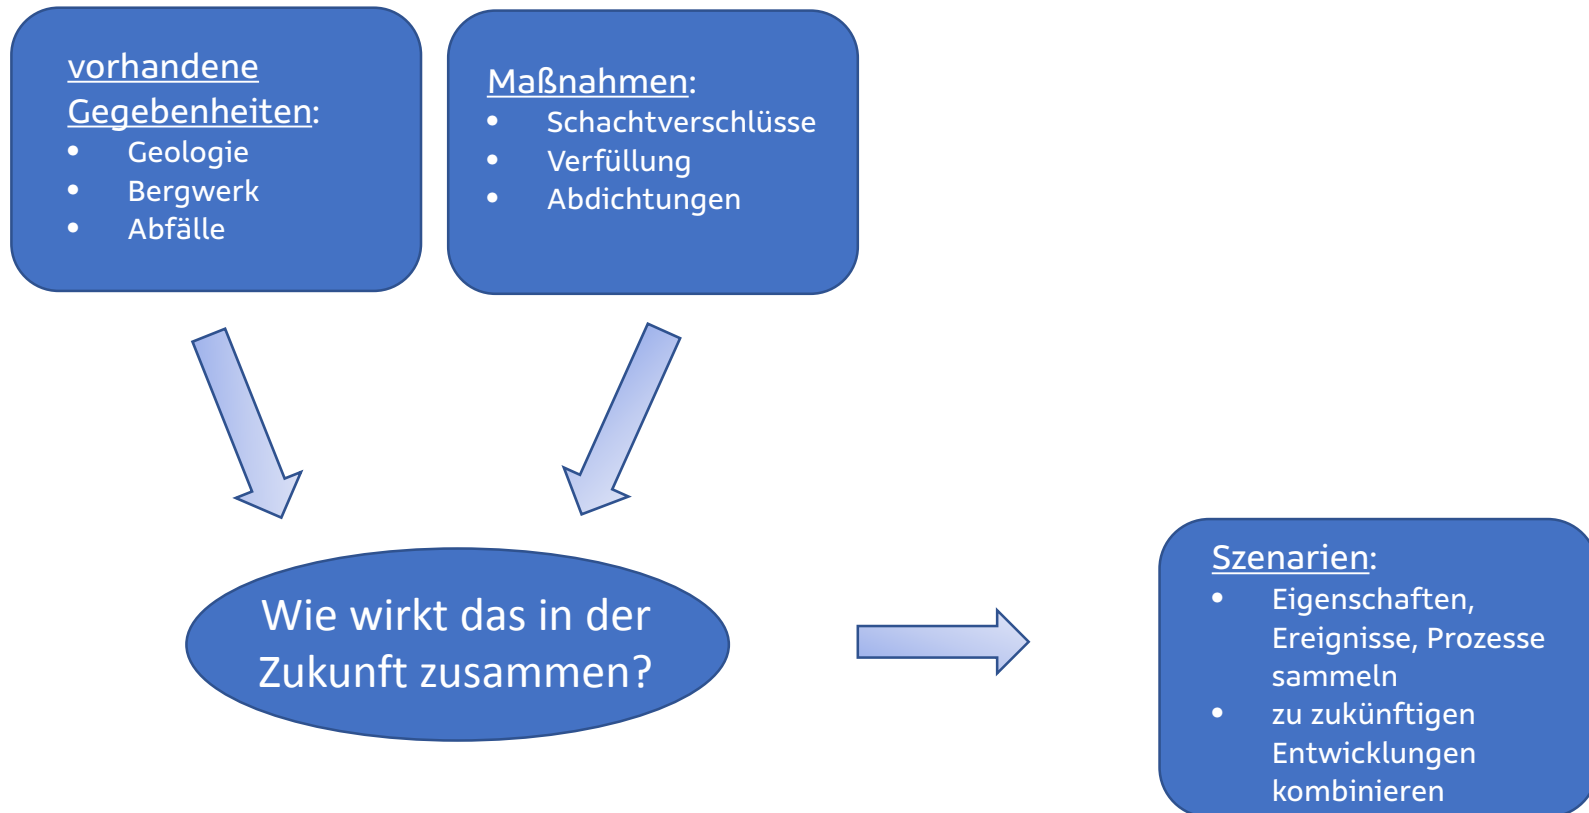 vorhandene
Gegebenheiten:
• Geologie
• Bergwerk
• Abfälle
Maßnahmen:
• Schachtverschlüsse
• Verfüllung
• Abdichtungen
Wie wirkt das in der
Zukunft zusammen?
Szenarien:
• Eigenschaften,
Ereignisse, Prozesse
sammeln
• zu zukünftigen
Entwicklungen
kombinieren